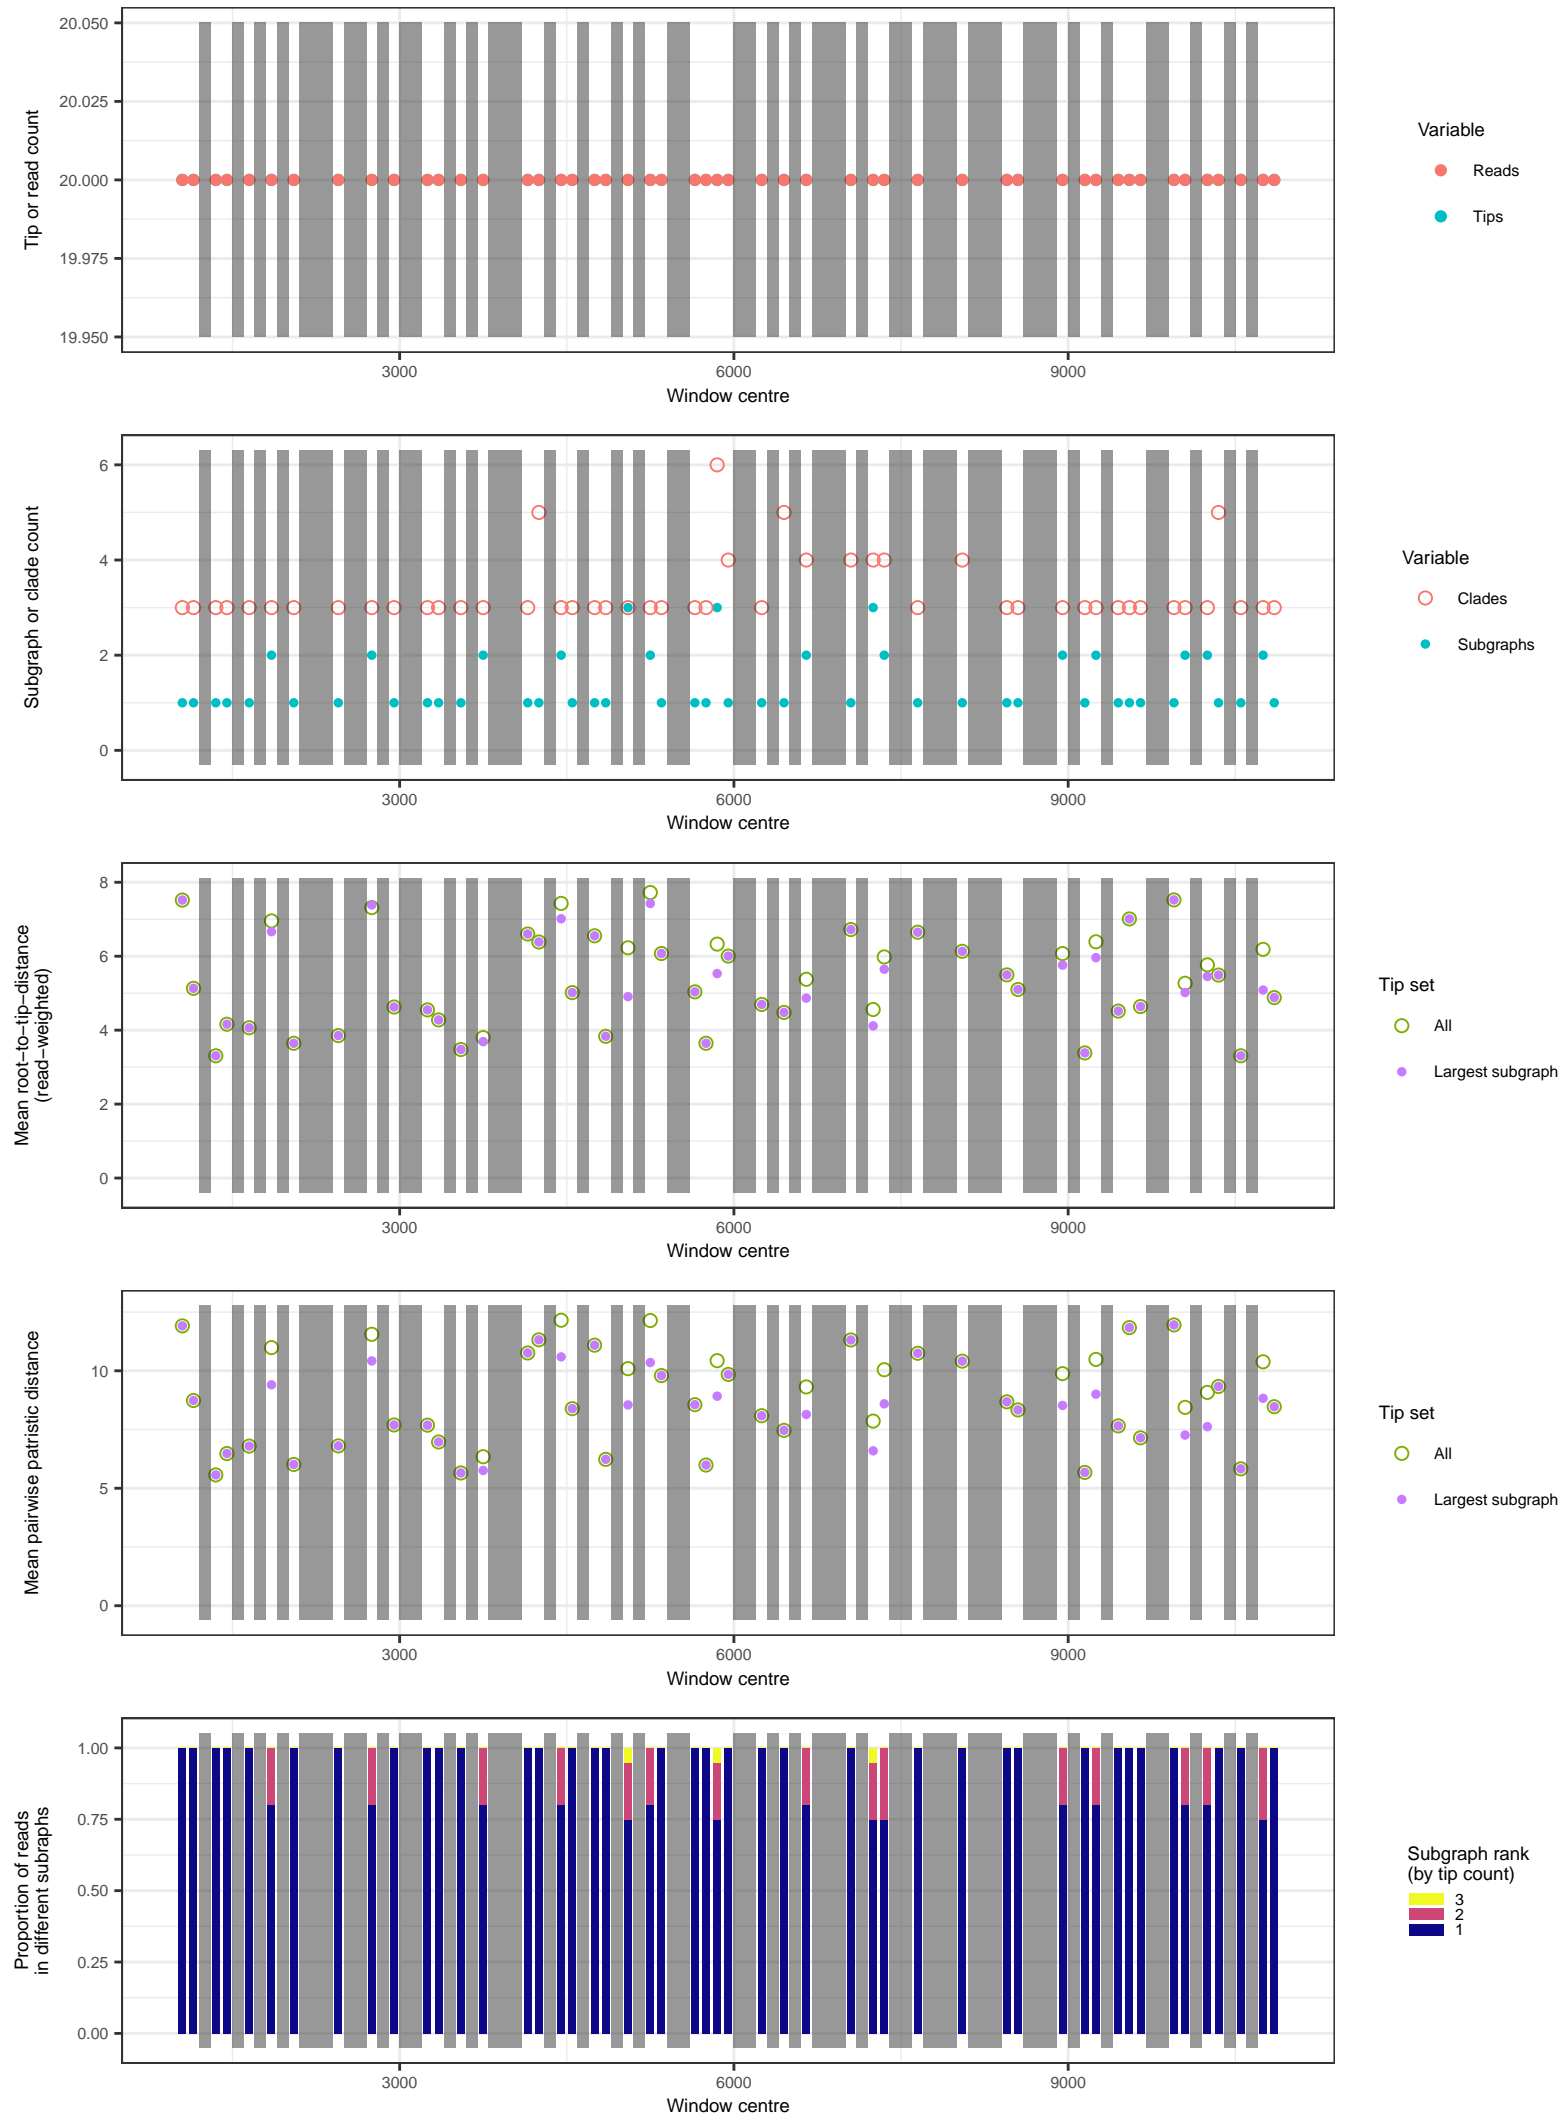 20.050
20.025
20.000
19.975
19.950
Tip or read count
3000
6000
9000
Window centre
Variable
Reads
Tips
6
4
2
0
Subgraph or clade count
3000
6000
9000
Window centre
Variable
Clades
Subgraphs
8
6
4
2
0
Mean root−to−tip−distance
(read−weighted)
3000
6000
9000
Window centre
Tip set
All
Largest subgraph
10
5
0
Mean pairwise patristic distance
3000
6000
9000
Window centre
Tip set
All
Largest subgraph
1.00
0.75
0.50
0.25
0.00
Proportion of reads
in different subraphs
3000
6000
9000
Window centre
Subgraph rank
(by tip count)
3
2
1